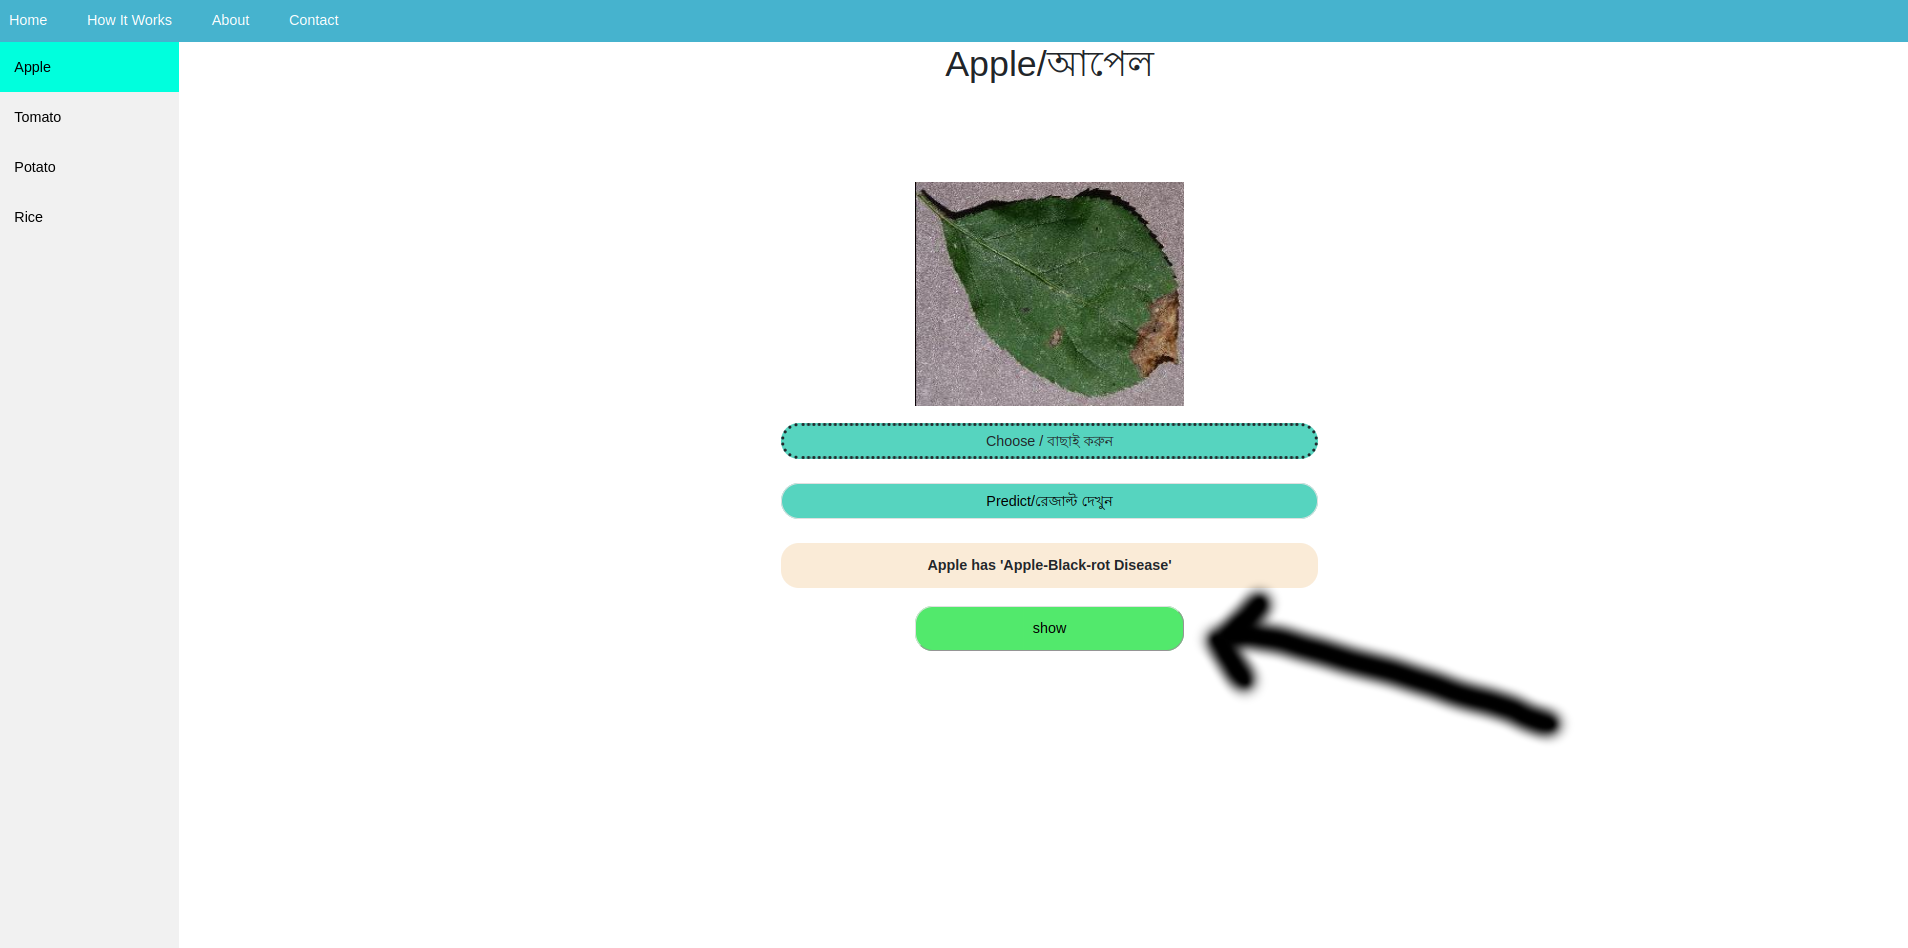 Home How It Works About Contact
Apple
Tomato
Potato
Rice
Apple/আপেল
Choose / বাছাই করুন
Predict/রেজাল্ট দেখুন
Apple has 'Apple-Black-rot Disease'
show